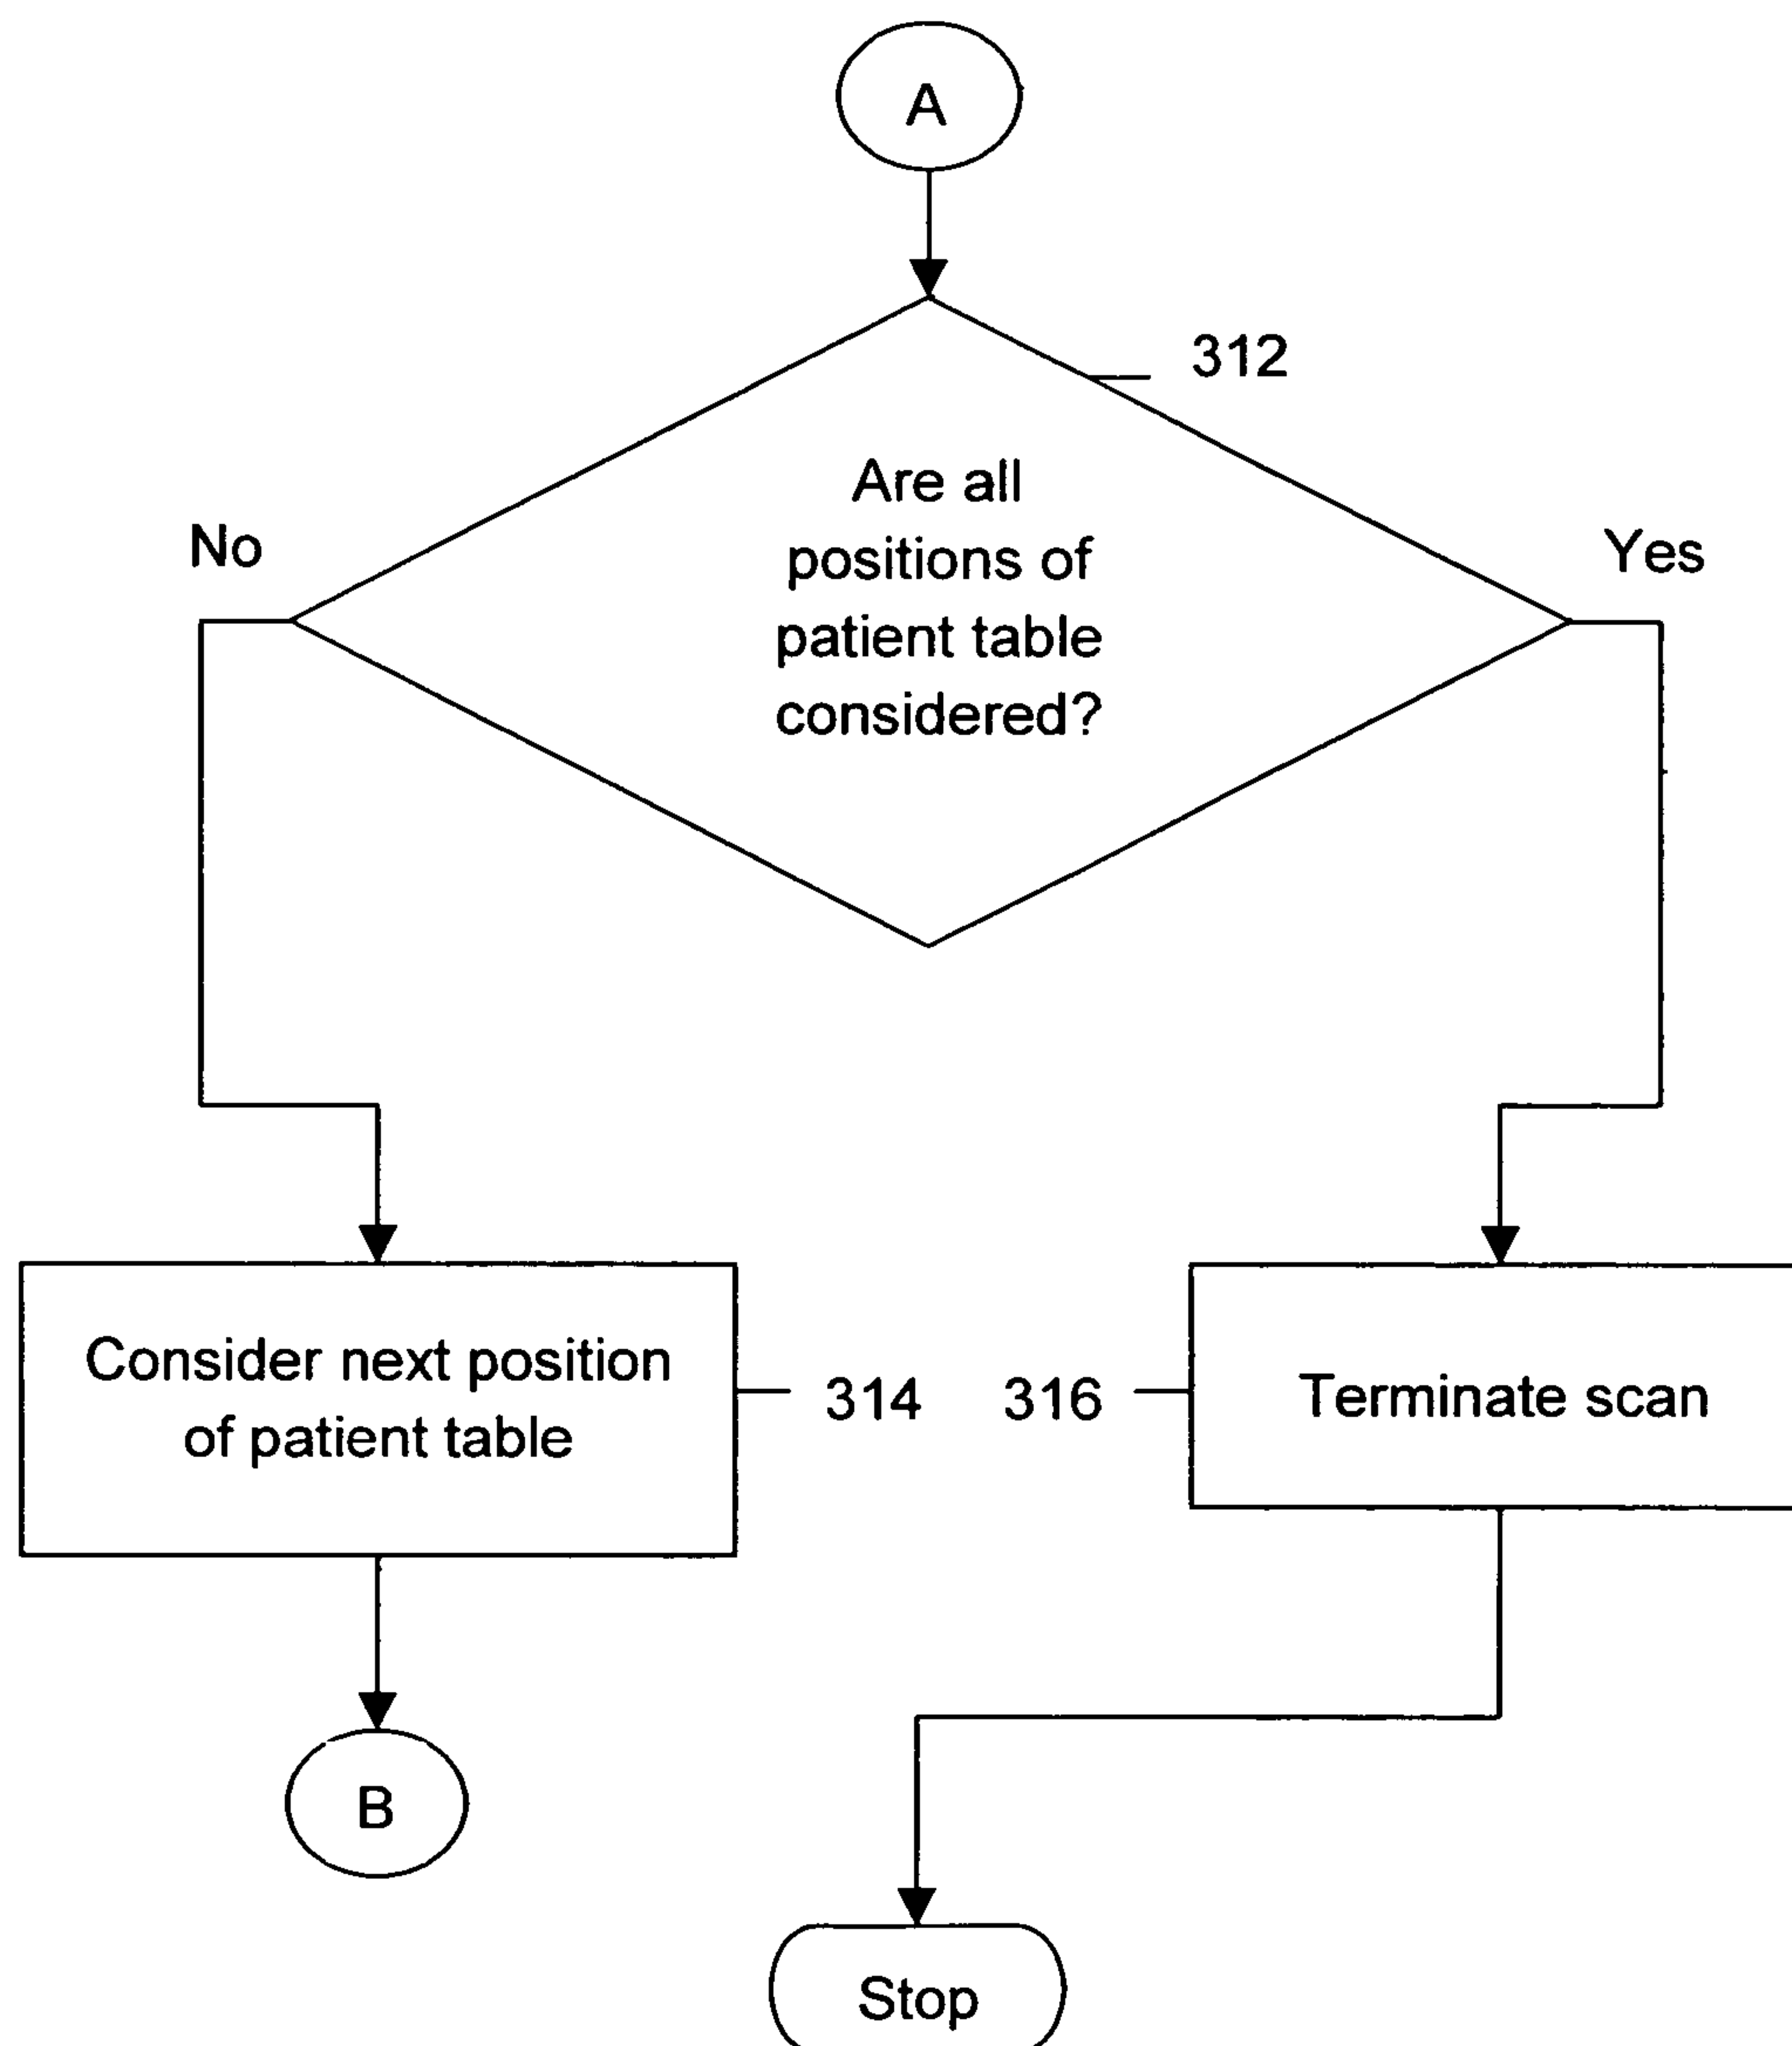 A
312
Are all
positions of
patient table
considered?
No
Yes
Consider next position
of patient table
314
316
Terminate scan
B
Stop